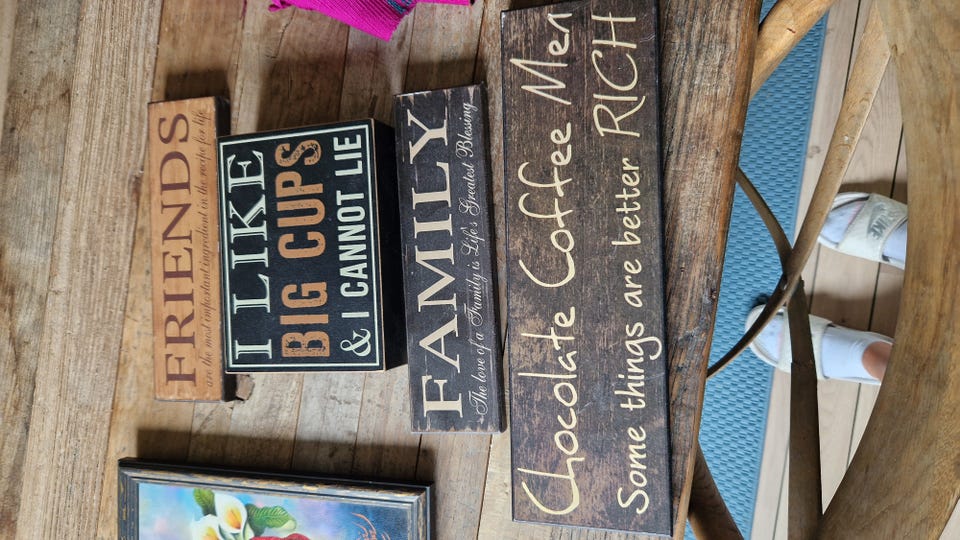 FRIENDS
are the most important ingredient in the recipe for life
I LIKE
BIG CUPS
& I CANNOT LIE
FAMILY
The love of a Family is Life's Greatest Blessing
Chocolate Coffee Men
Some things are better RICH
NIKE